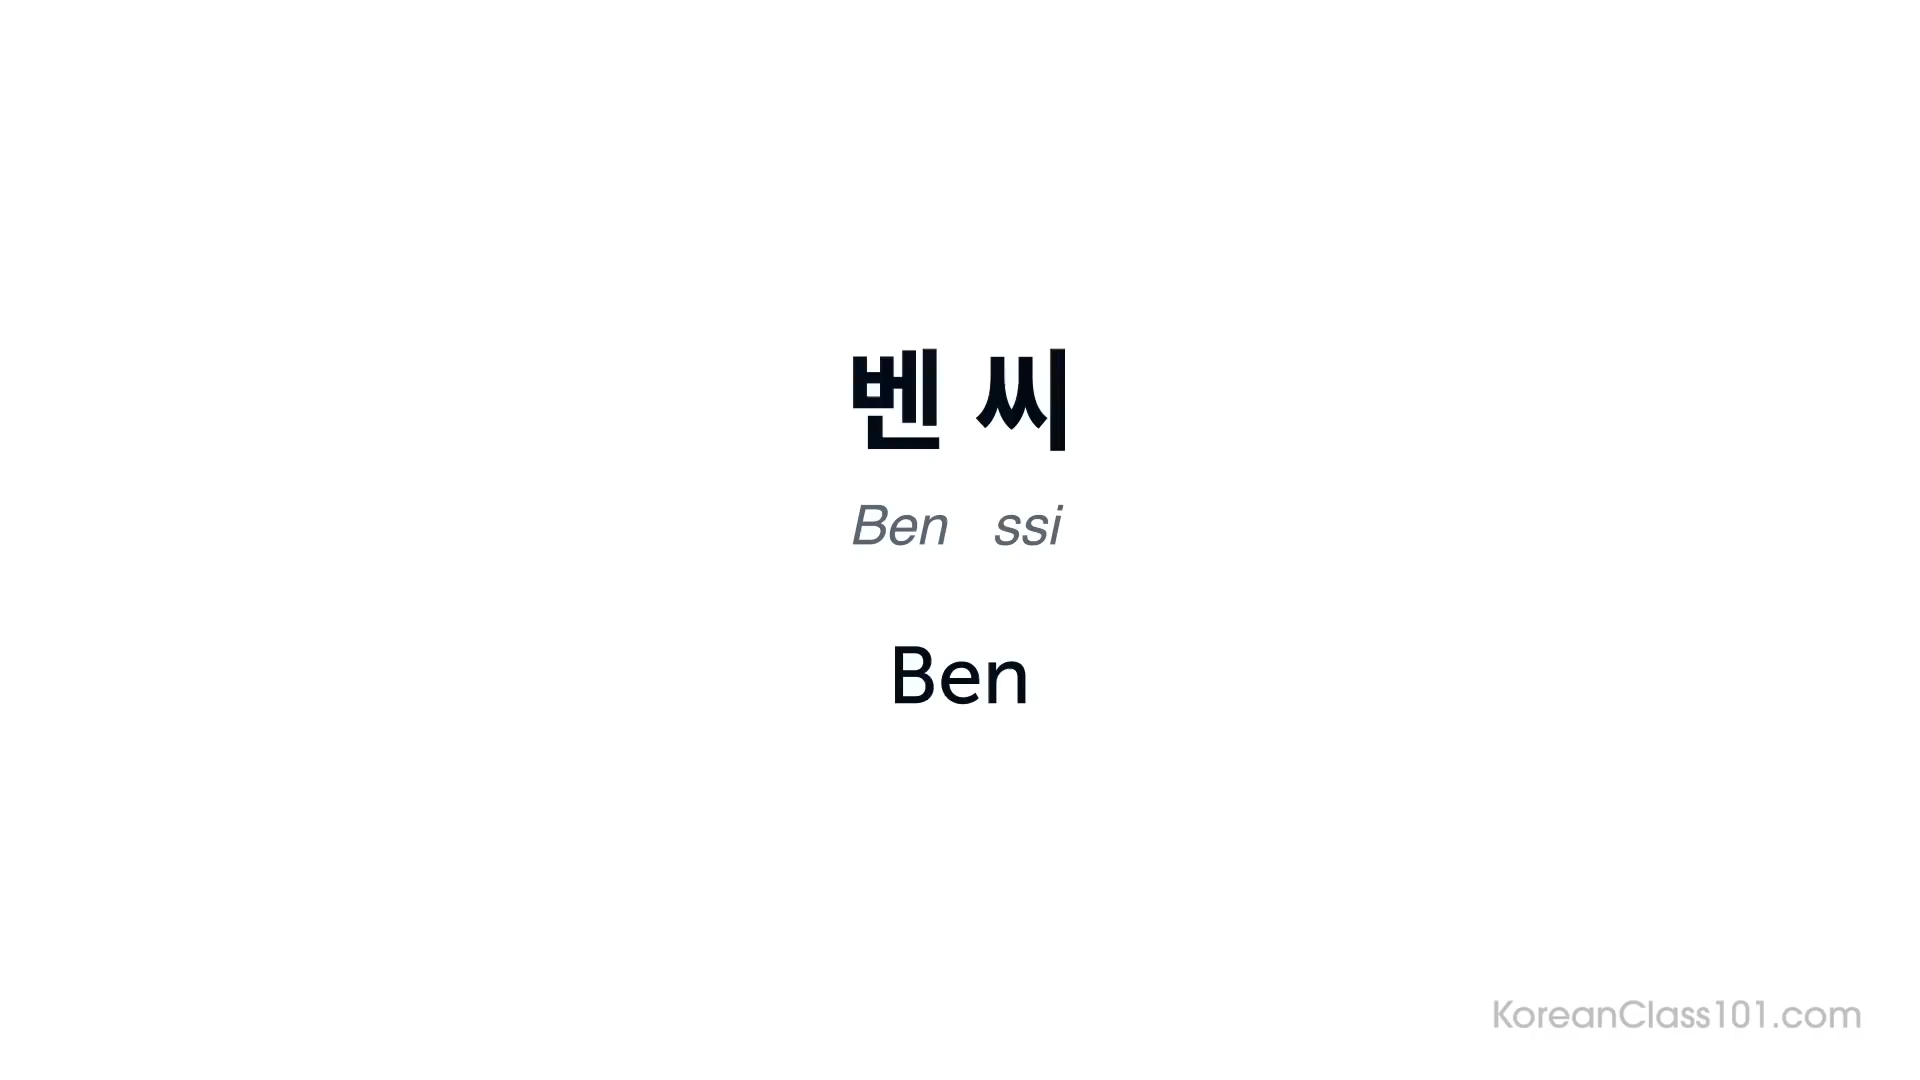 벤 씨
Ben ssi
Ben
KoreanClass101.com